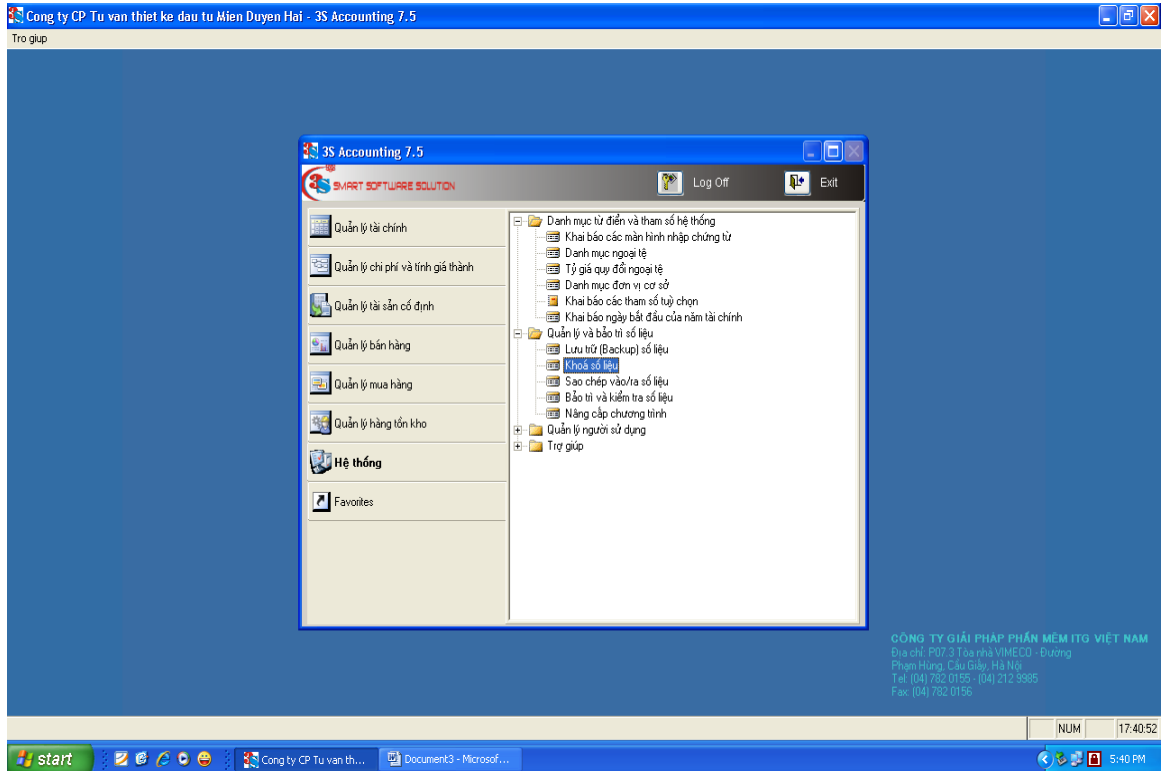 Cong ty CP Tu van thiet ke dau tu Mien Duyen Hai - 3S Accounting 7.5
Tro giup
3S Accounting 7.5
3S SMART SOFTWARE SOLUTION
Log Off
Exit
Quản lý tài chính
Quản lý chi phí và tính giá thành
Quản lý tài sản cố định
Quản lý bán hàng
Quản lý mua hàng
Quản lý hàng tồn kho
Hệ thống
Favorites
Danh mục từ điển và tham số hệ thống
Khai báo các màn hình nhập chứng từ
Danh mục ngoại tệ
Tỷ giá quy đổi ngoại tệ
Danh mục đơn vị cơ sở
Khai báo các tham số tuỳ chọn
Khai báo ngày bắt đầu của năm tài chính
Quản lý và bảo trì số liệu
Lưu trữ (Backup) số liệu
Khoá số liệu
Sao chép vào/ra số liệu
Bảo trì và kiểm tra số liệu
Nâng cấp chương trình
Quản lý người sử dụng
Trợ giúp
CÔNG TY GIẢI PHÁP PHẦN MỀM ITG VIỆT NAM
Địa chỉ: P07.3 Tòa nhà VIMECO - Đường
Phạm Hùng, Cầu Giấy, Hà Nội
Tel: (04) 782 0155 - (04) 212 9985
Fax: (04) 782 0156
NUM
17:40:52
start
Cong ty CP Tu van th...
Document3 - Microsof...
5:40 PM